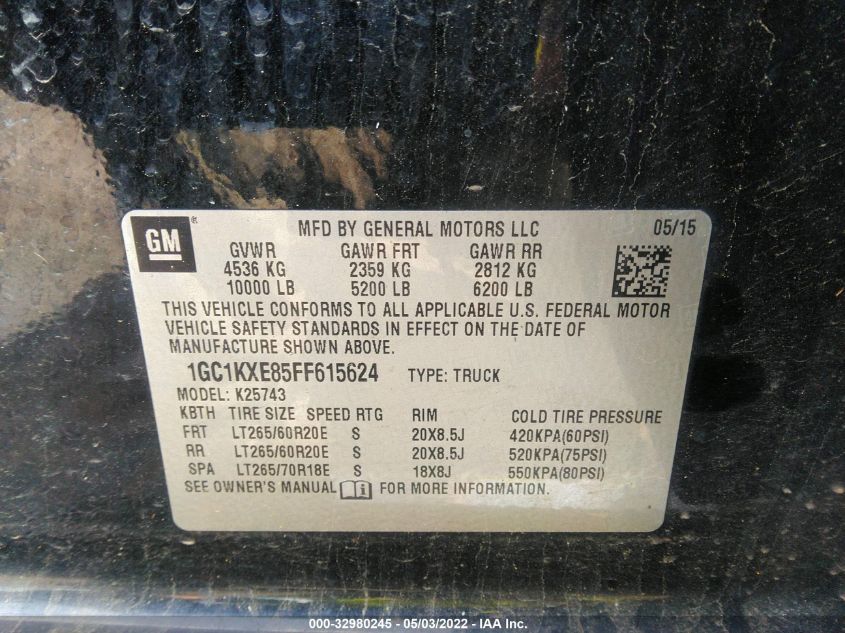 GM ® MFD BY GENERAL MOTORS LLC 05/15
GVWR GAWR FRT GAWR RR
4536 KG 2359 KG 2812 KG
10000 LB 5200 LB 6200 LB
THIS VEHICLE CONFORMS TO ALL APPLICABLE U.S. FEDERAL MOTOR
VEHICLE SAFETY STANDARDS IN EFFECT ON THE DATE OF
MANUFACTURE SHOWN ABOVE.
1GC1KXE85FF615624 TYPE: TRUCK
MODEL: K25743
KBTH TIRE SIZE SPEED RTG RIM COLD TIRE PRESSURE
FRT LT265/60R20E S 20X8.5J 420KPA(60PSI)
RR LT265/60R20E S 20X8.5J 520KPA(75PSI)
SPA LT265/70R18E S 18X8J 550KPA(80PSI)
SEE OWNER'S MANUAL FOR MORE INFORMATION.
000-32980245 - 05/03/2022 - IAA Inc.